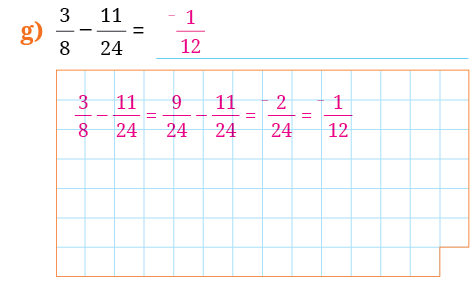 g) 3/8 − 11/24 = ⁻1/12
3/8 − 11/24 = 9/24 − 11/24 = ⁻2/24 = ⁻1/12